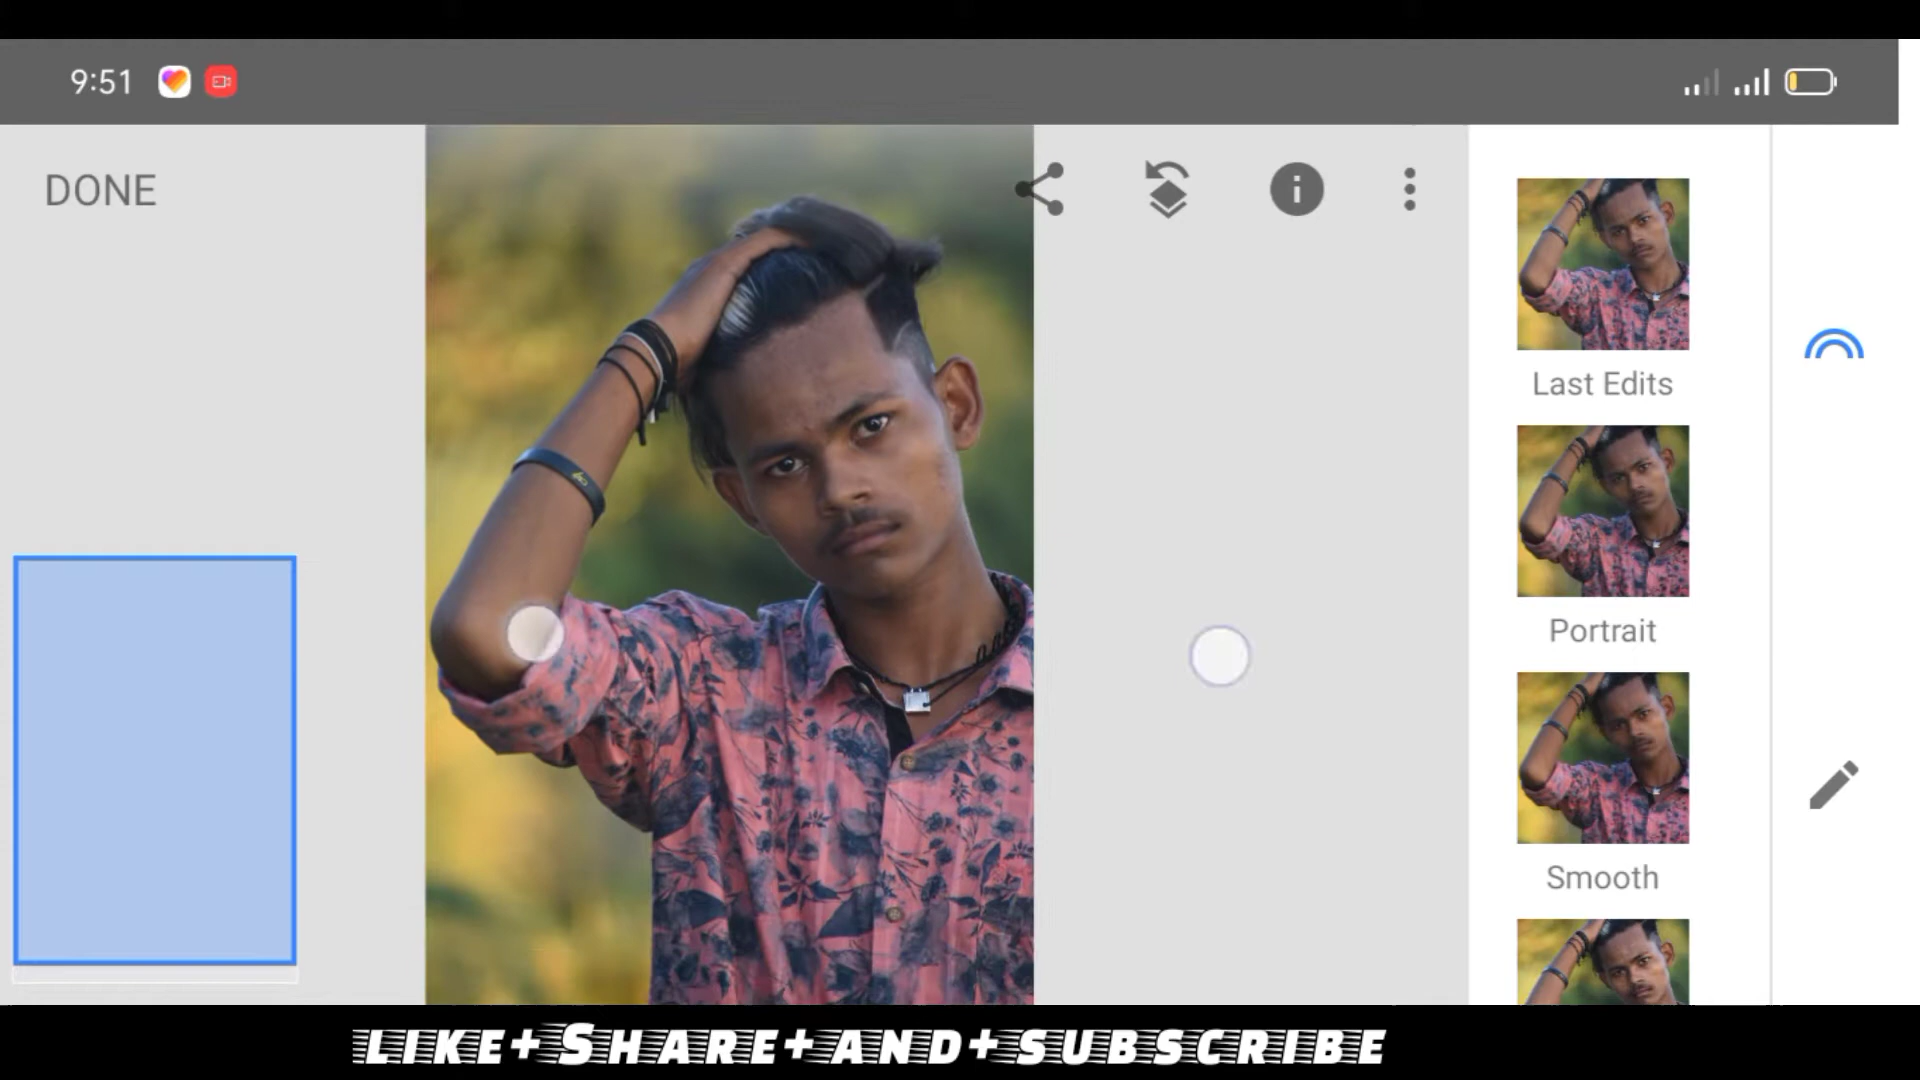 9:51
DONE
Last Edits
Portrait
Smooth
LIKE+SHARE+AND+SUBSCRIBE